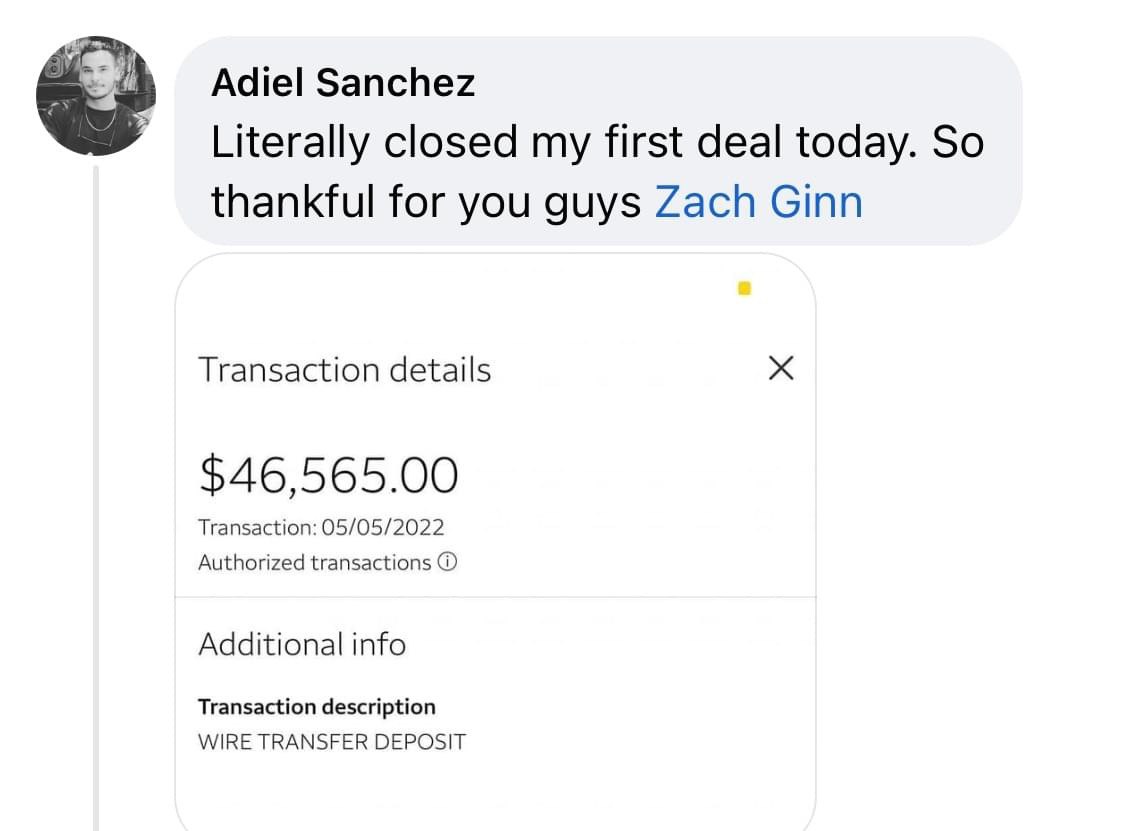 Adiel Sanchez
Literally closed my first deal today. So
thankful for you guys Zach Ginn
Transaction details
$46,565.00
Transaction: 05/05/2022
Authorized transactions
Additional info
Transaction description
WIRE TRANSFER DEPOSIT